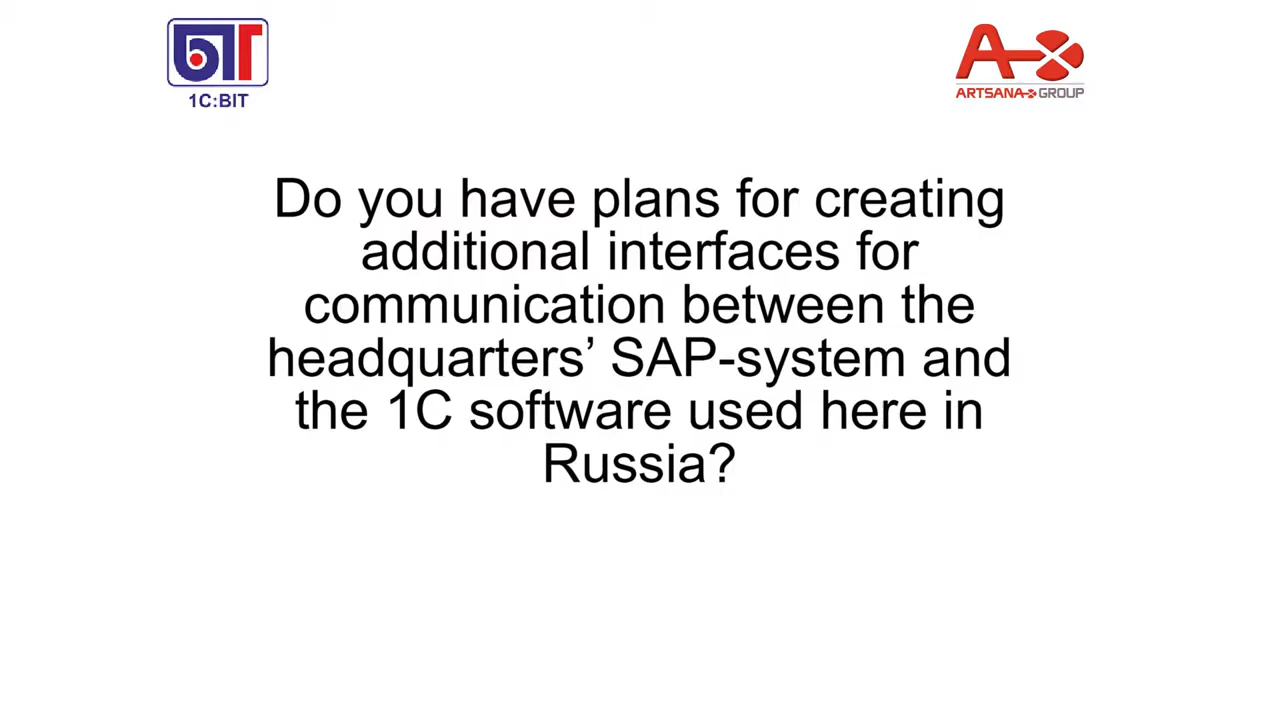 БИТ
1C:BIT
A
ARTSANA GROUP
Do you have plans for creating
additional interfaces for
communication between the
headquarters’ SAP-system and
the 1C software used here in
Russia?